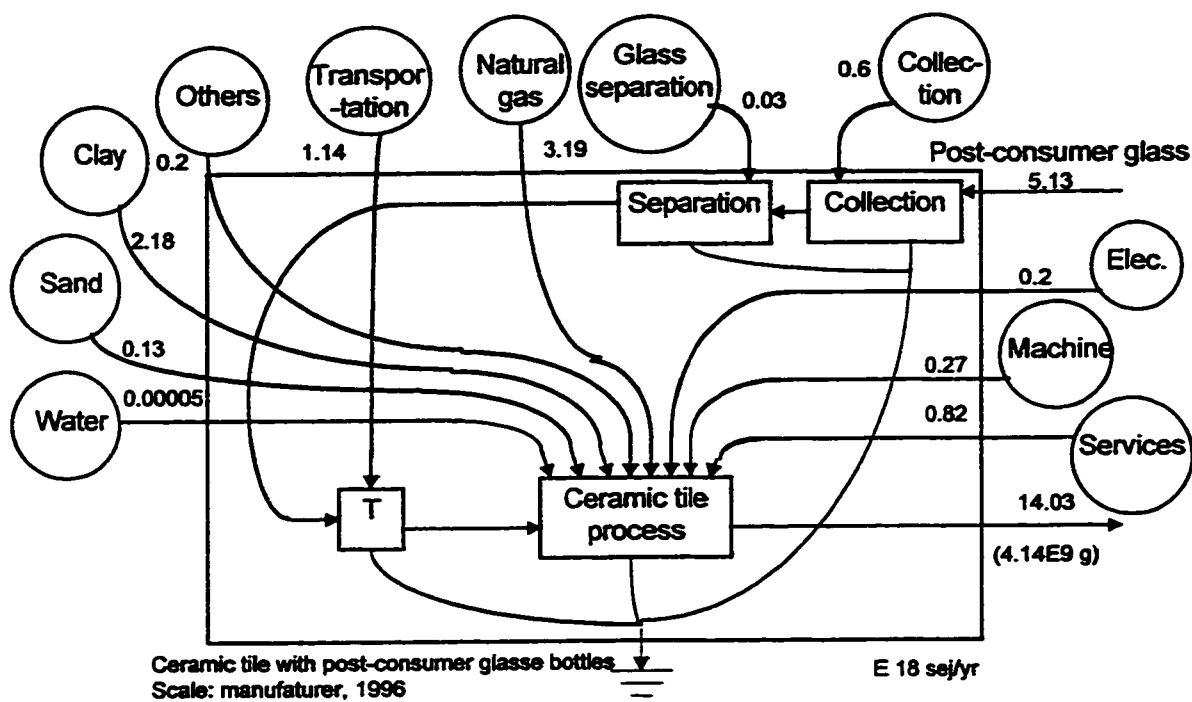 Others
Transpor
-tation
Natural
gas
Glass
separation
0.6
Collec-
tion
0.03
Clay
0.2
1.14
3.19
Post-consumer glass
5.13
Separation
Collection
2.18
Elec.
0.2
Sand
Machine
0.13
0.27
Water
0.00005
0.82
Services
T
Ceramic tile
process
14.03
(4.14E9 g)
Ceramic tile with post-consumer glasse bottles
Scale: manufaturer, 1996
E 18 sej/yr